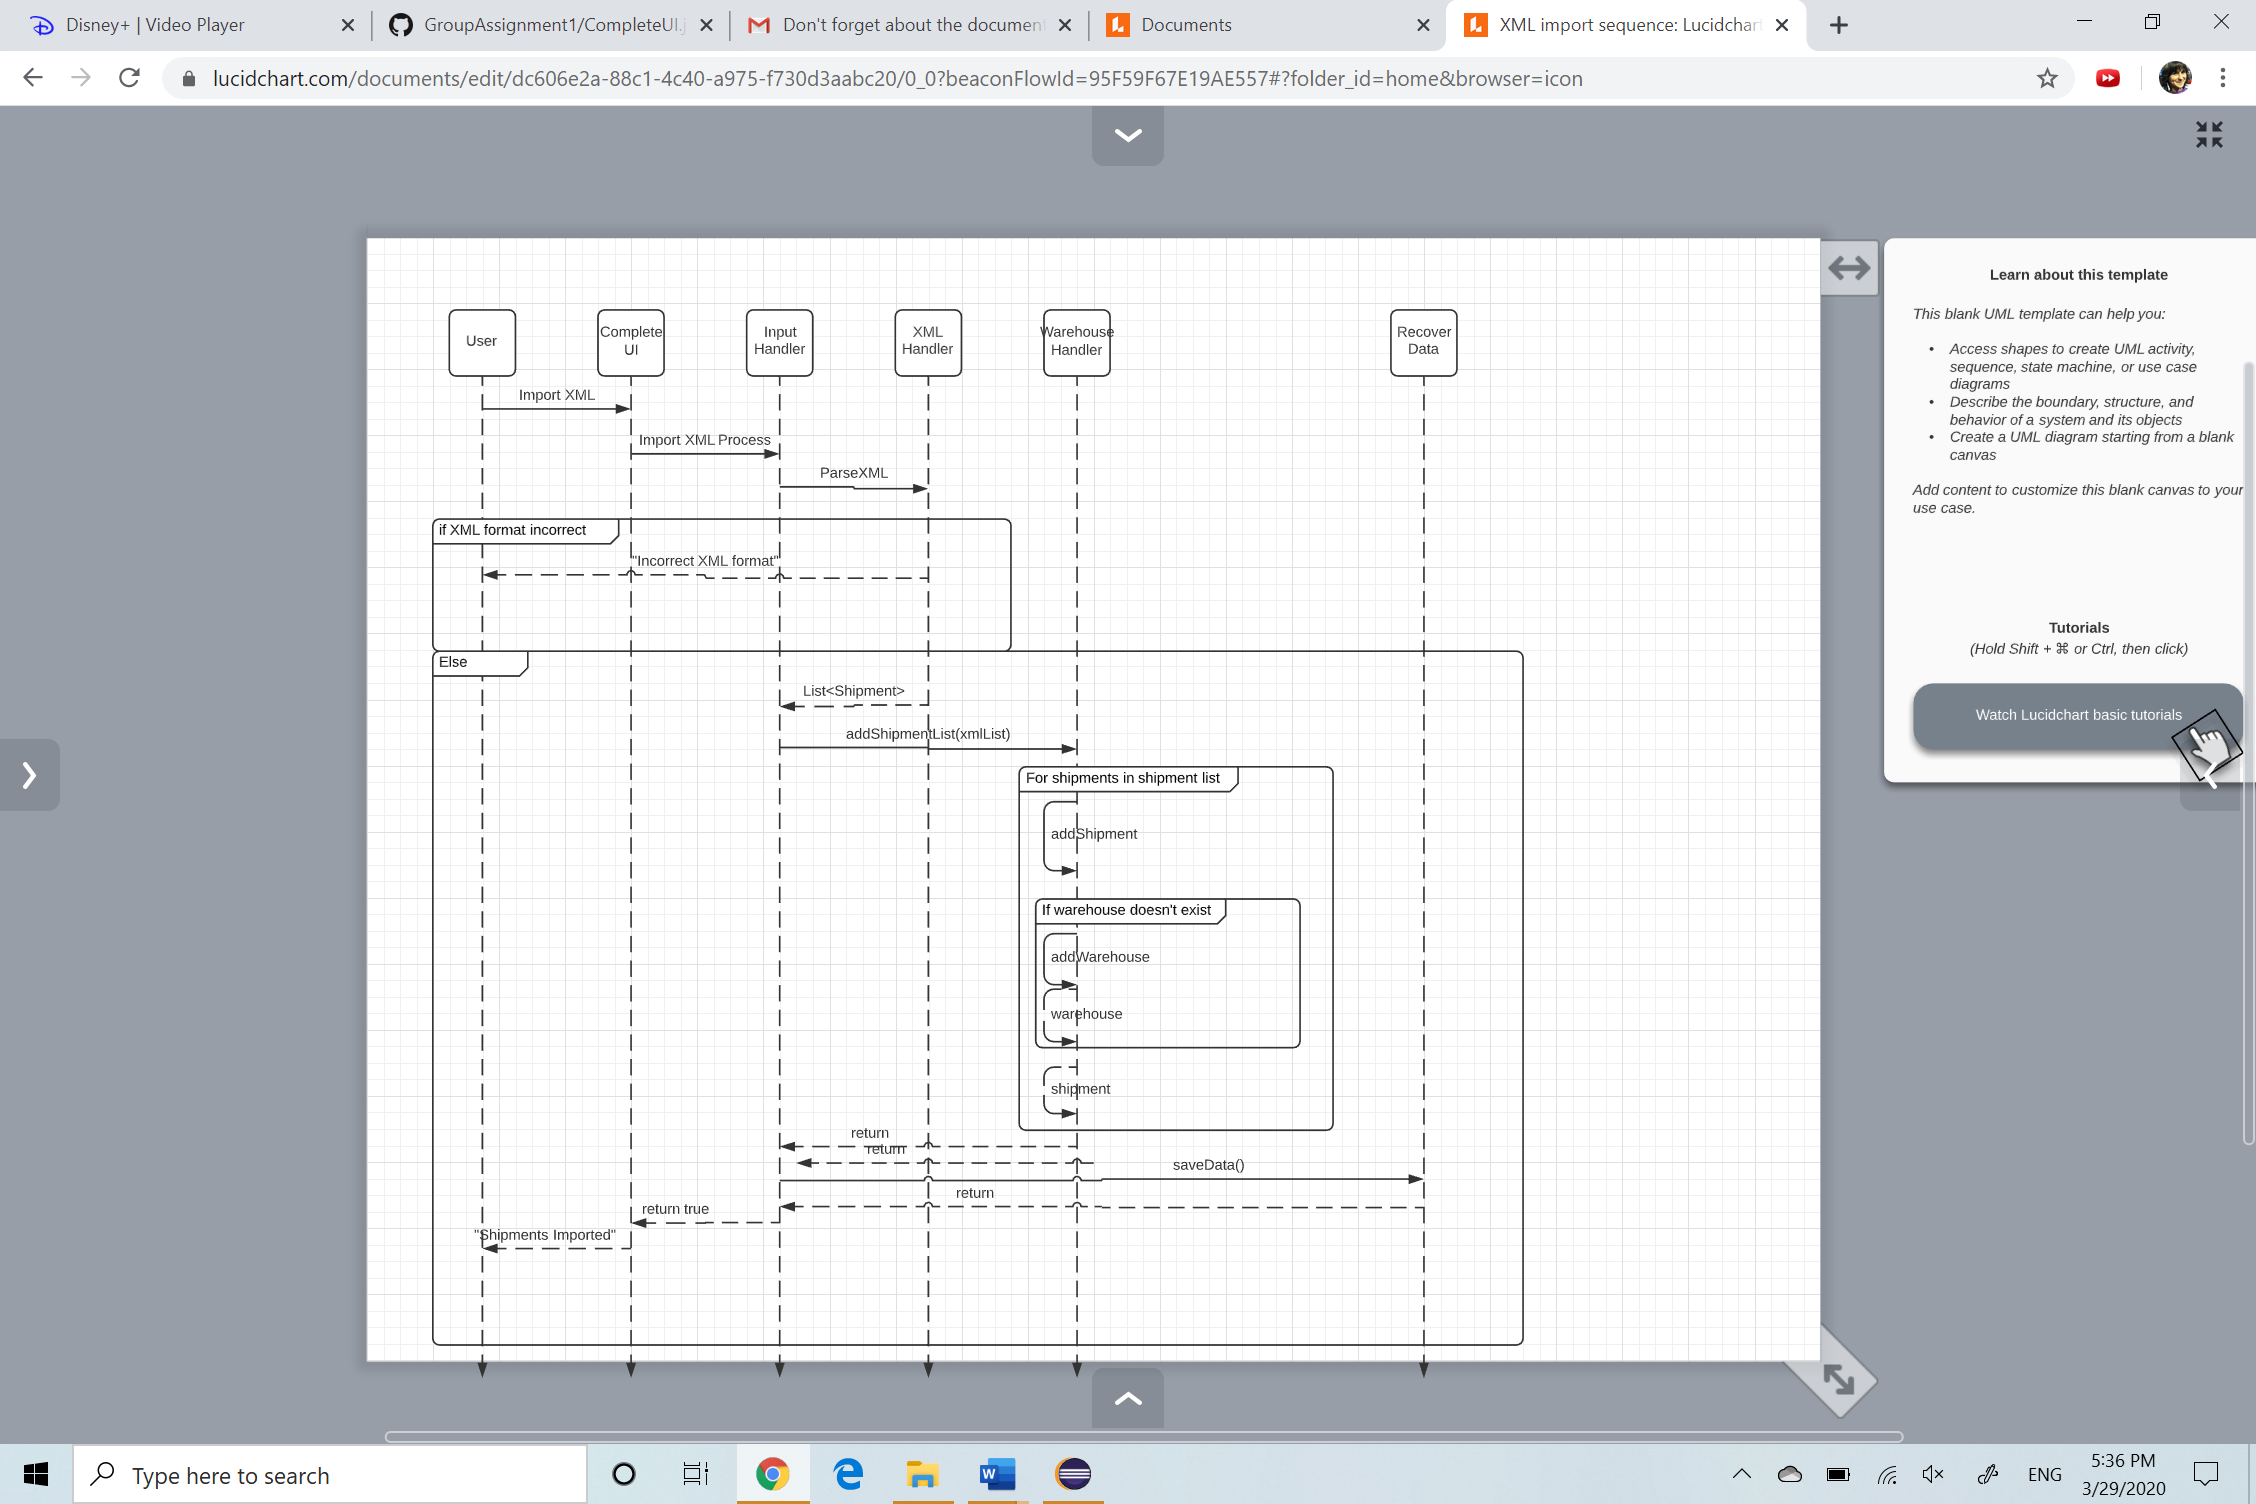 Disney+ | Video Player
GroupAssignment1/CompleteUI.j
Don't forget about the documen
Documents
XML import sequence: Lucidchar
lucidchart.com/documents/edit/dc606e2a-88c1-4c40-a975-f730d3aabc20/0_0?beaconFlowId=95F59F67E19AE557#?folder_id=home&browser=icon
User
Complete
UI
Input
Handler
XML
Handler
Warehouse
Handler
Recover
Data
Import XML
Import XML Process
ParseXML
if XML format incorrect
"Incorrect XML format"
Else
List<Shipment>
addShipmentList(xmlList)
For shipments in shipment list
addShipment
If warehouse doesn't exist
addWarehouse
warehouse
shipment
return
return
saveData()
return
return true
"Shipments Imported"
Learn about this template
This blank UML template can help you:
• Access shapes to create UML activity,
sequence, state machine, or use case
diagrams
• Describe the boundary, structure, and
behavior of a system and its objects
• Create a UML diagram starting from a blank
canvas
Add content to customize this blank canvas to your
use case.
Tutorials
(Hold Shift + ⌘ or Ctrl, then click)
Watch Lucidchart basic tutorials
Type here to search
ENG
5:36 PM
3/29/2020